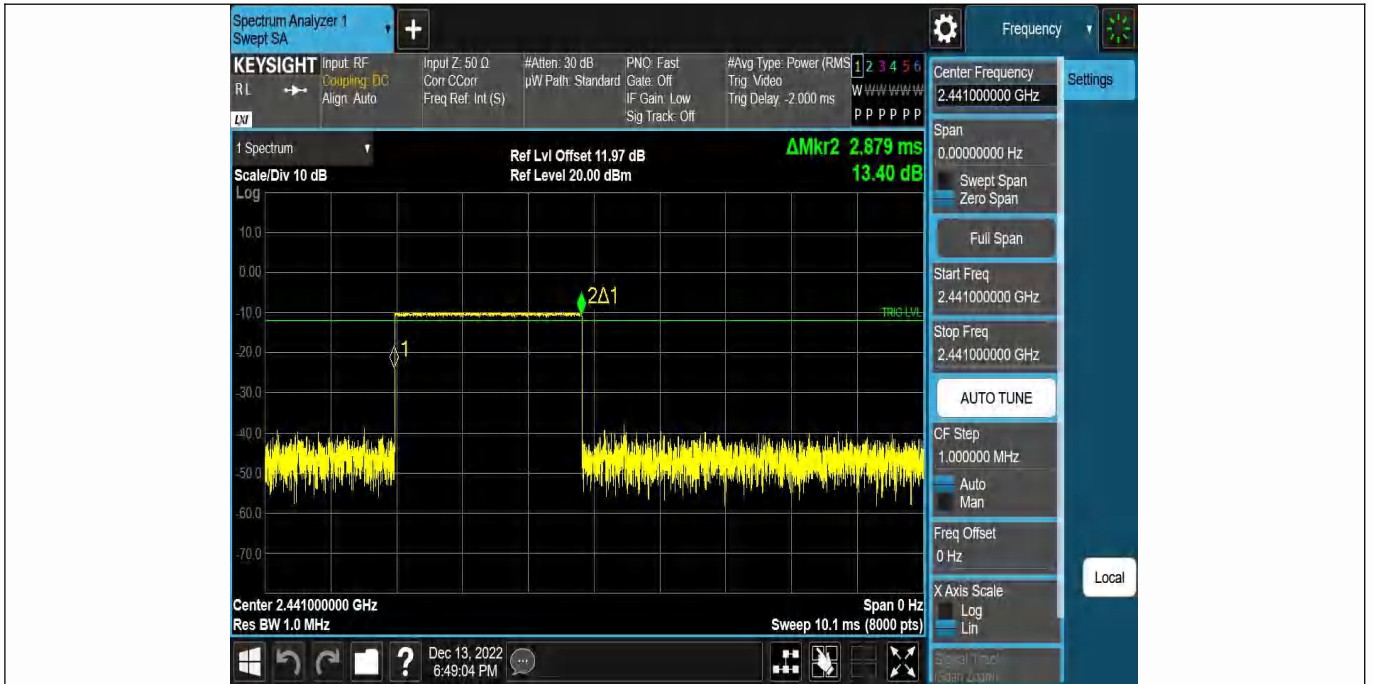 Spectrum Analyzer 1
Swept SA
Frequency
KEYSIGHT
RL
LXI
Input: RF
Coupling: DC
Align: Auto
Input Z: 50 Ω
Corr CCorr
Freq Ref: Int (S)
#Atten: 30 dB
µW Path: Standard
PNO: Fast
Gate: Off
IF Gain: Low
Sig Track: Off
#Avg Type: Power (RMS
Trig: Video
Trig Delay: -2.000 ms
1 2 3 4 5 6
W W W W W W
P P P P P P
1 Spectrum
Scale/Div 10 dB
Ref Lvl Offset 11.97 dB
Ref Level 20.00 dBm
ΔMkr2 2.879 ms
13.40 dB
Log
10.0
0.00
-10.0
-20.0
-30.0
-40.0
-50.0
-60.0
-70.0
2Δ1
1
TRIG LVL
Center 2.441000000 GHz
Res BW 1.0 MHz
Span 0 Hz
Sweep 10.1 ms (8000 pts)
Dec 13, 2022
6:49:04 PM
Center Frequency
2.441000000 GHz
Settings
Span
0.00000000 Hz
Swept Span
Zero Span
Full Span
Start Freq
2.441000000 GHz
Stop Freq
2.441000000 GHz
AUTO TUNE
CF Step
1.000000 MHz
Auto
Man
Freq Offset
0 Hz
X Axis Scale
Log
Lin
Signal Track
(Span Zoom)
Local